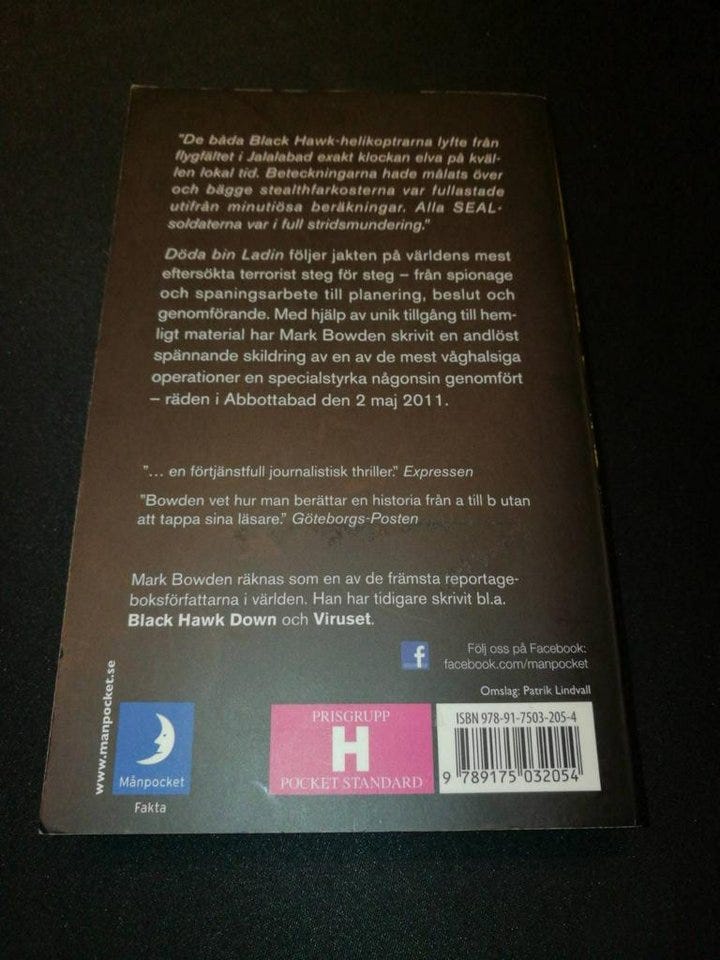 "De båda Black Hawk-helikoptrarna lyfte från
flygfältet i Jalalabad exakt klockan elva på kväl-
len lokal tid. Beteckningarna hade målats över
och bägge stealthfarkosterna var fullastade
utifrån minutiösa beräkningar. Alla SEAL-
soldaterna var i full stridsmundering."
Döda bin Ladin följer jakten på världens mest
eftersökta terrorist steg för steg – från spionage
och spaningsarbete till planering, beslut och
genomförande. Med hjälp av unik tillgång till hem-
ligt material har Mark Bowden skrivit en andlöst
spännande skildring av en av de mest våghalsiga
operationer en specialstyrka någonsin genomfört
– räden i Abbottabad den 2 maj 2011.
"... en förtjänstfull journalistisk thriller." Expressen
"Bowden vet hur man berättar en historia från a till b utan
att tappa sina läsare." Göteborgs-Posten
Mark Bowden räknas som en av de främsta reportage-
boksförfattarna i världen. Han har tidigare skrivit bl.a.
Black Hawk Down och Viruset.
Följ oss på Facebook:
facebook.com/manpocket
Omslag: Patrik Lindvall
www.manpocket.se
Månpocket
Fakta
PRISGRUPP
H
POCKET STANDARD
ISBN 978-91-7503-205-4
9 789175 032054